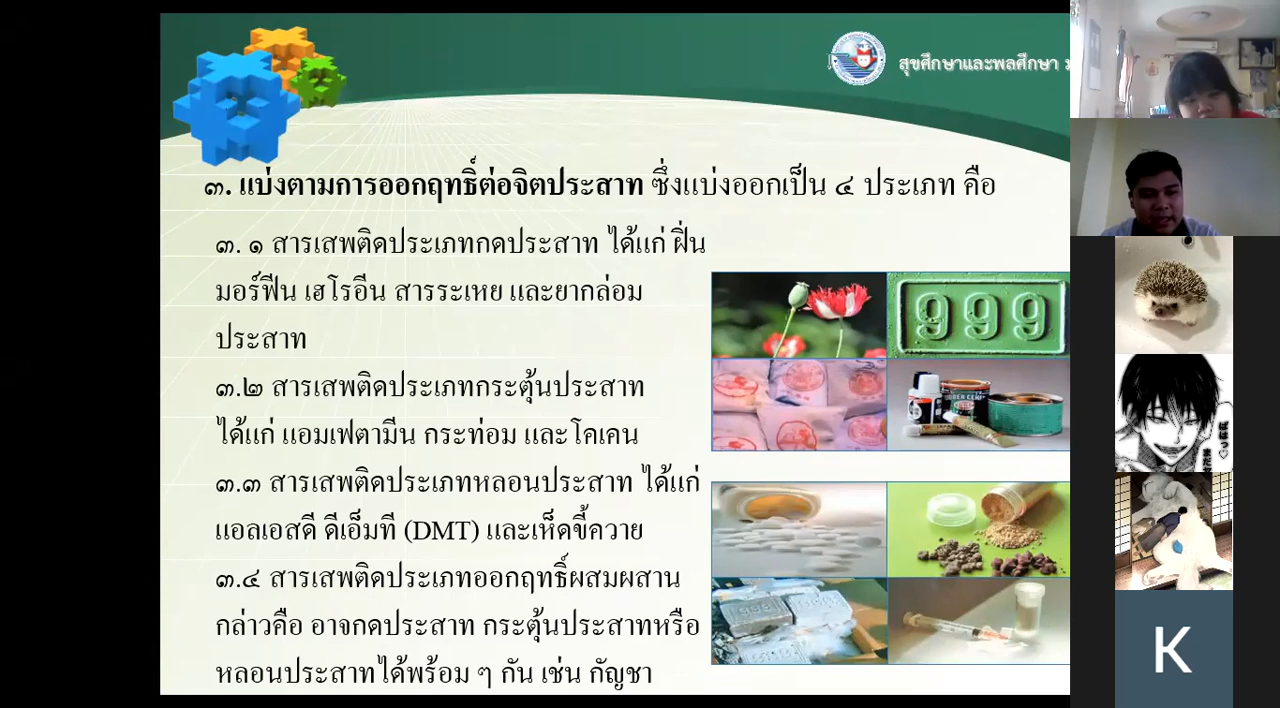 สุขศึกษาและพลศึกษา ม
๓. แบ่งตามการออกฤทธิ์ต่อจิตประสาท ซึ่งแบ่งออกเป็น ๔ ประเภท คือ
๓. ๑ สารเสพติดประเภทกดประสาท ได้แก่ ฝิ่น
มอร์ฟีน เฮโรอีน สารระเหย และยากล่อม
ประสาท
๓.๒ สารเสพติดประเภทกระตุ้นประสาท
ได้แก่ แอมเฟตามีน กระท่อม และโคเคน
๓.๓ สารเสพติดประเภทหลอนประสาท ได้แก่
แอลเอสดี ดีเอ็มที (DMT) และเห็ดขี้ควาย
๓.๔ สารเสพติดประเภทออกฤทธิ์ผสมผสาน
กล่าวคือ อาจกดประสาท กระตุ้นประสาทหรือ
หลอนประสาทได้พร้อม ๆ กัน เช่น กัญชา
999
K